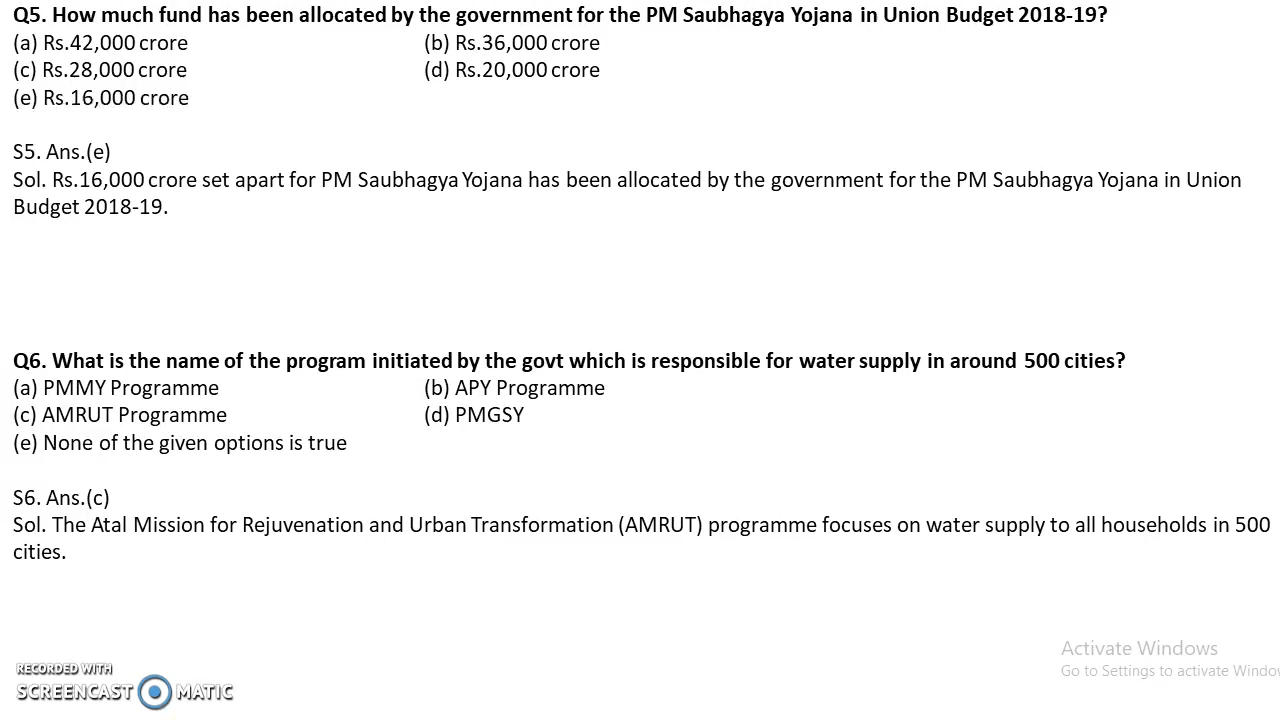 Q5. How much fund has been allocated by the government for the PM Saubhagya Yojana in Union Budget 2018-19?
(a) Rs.42,000 crore (b) Rs.36,000 crore
(c) Rs.28,000 crore (d) Rs.20,000 crore
(e) Rs.16,000 crore
S5. Ans.(e)
Sol. Rs.16,000 crore set apart for PM Saubhagya Yojana has been allocated by the government for the PM Saubhagya Yojana in Union
Budget 2018-19.
Q6. What is the name of the program initiated by the govt which is responsible for water supply in around 500 cities?
(a) PMMY Programme (b) APY Programme
(c) AMRUT Programme (d) PMGSY
(e) None of the given options is true
S6. Ans.(c)
Sol. The Atal Mission for Rejuvenation and Urban Transformation (AMRUT) programme focuses on water supply to all households in 500
cities.
Activate Windows
Go to Settings to activate Windo
RECORDED WITH
SCREENCAST MATIC